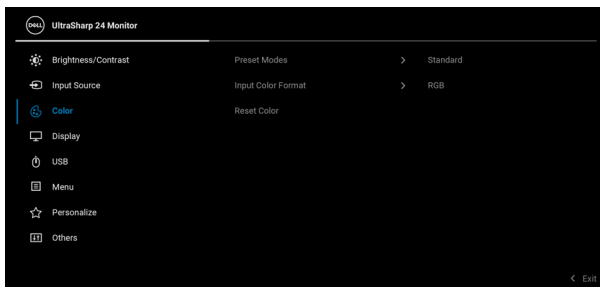 DELL UltraSharp 24 Monitor
Brightness/Contrast Preset Modes > Standard
Input Source Input Color Format > RGB
Color Reset Color
Display
USB
Menu
Personalize
Others
< Exit